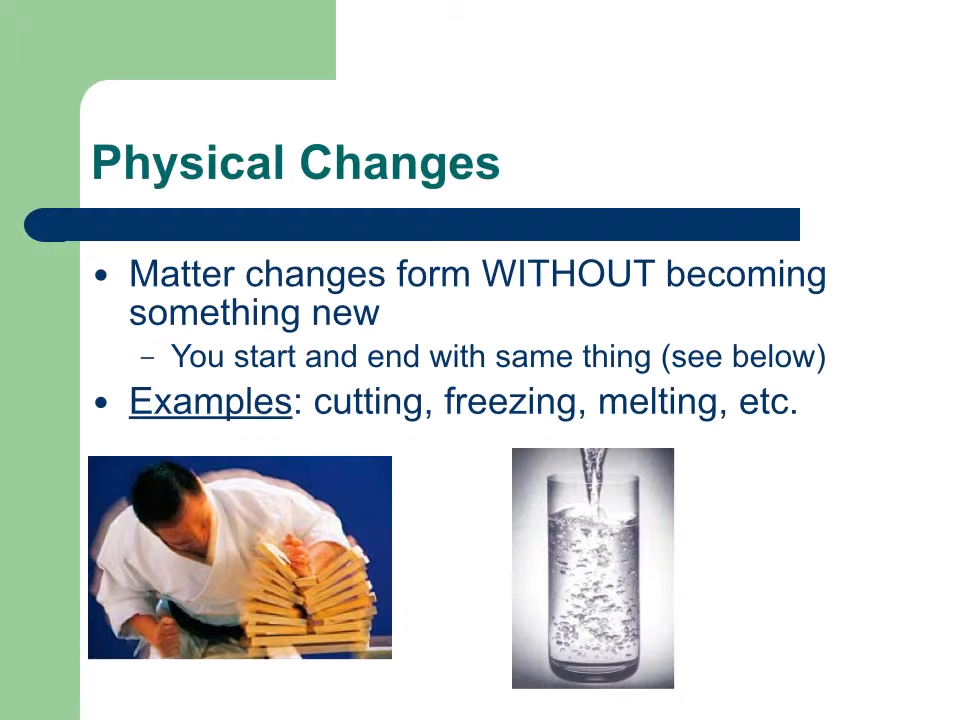 Physical Changes
• Matter changes form WITHOUT becoming
something new
– You start and end with same thing (see below)
• Examples: cutting, freezing, melting, etc.